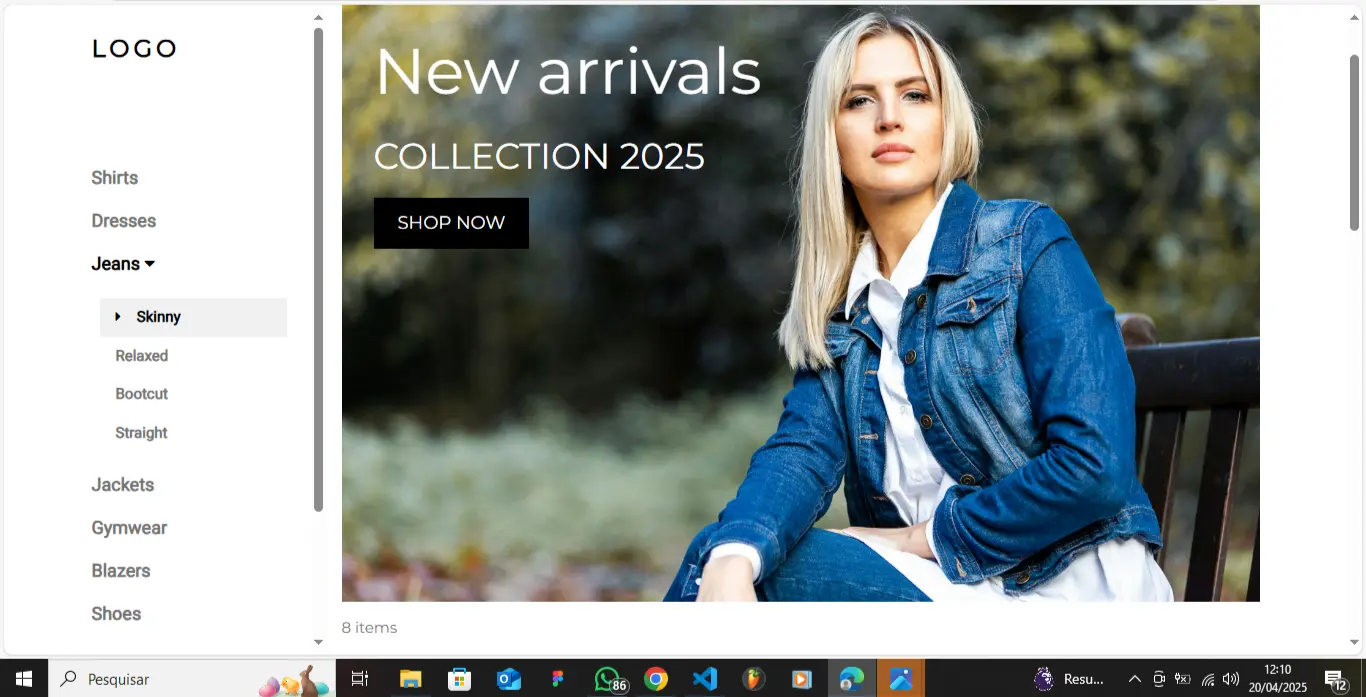 LOGO
Shirts
Dresses
Jeans
Skinny
Relaxed
Bootcut
Straight
Jackets
Gymwear
Blazers
Shoes
New arrivals
COLLECTION 2025
SHOP NOW
8 items
Pesquisar
86
Resu...
12:10
20/04/2025
12